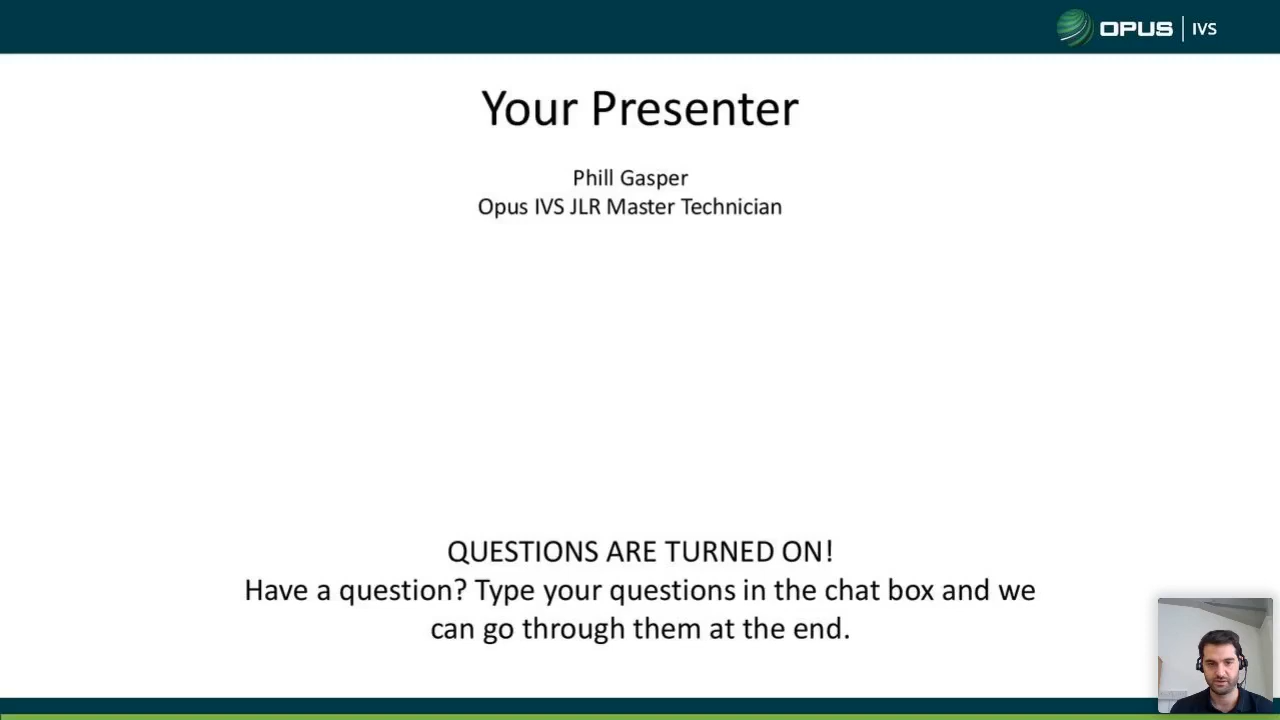 OPUS | IVS
Your Presenter
Phill Gasper
Opus IVS JLR Master Technician
QUESTIONS ARE TURNED ON!
Have a question? Type your questions in the chat box and we
can go through them at the end.